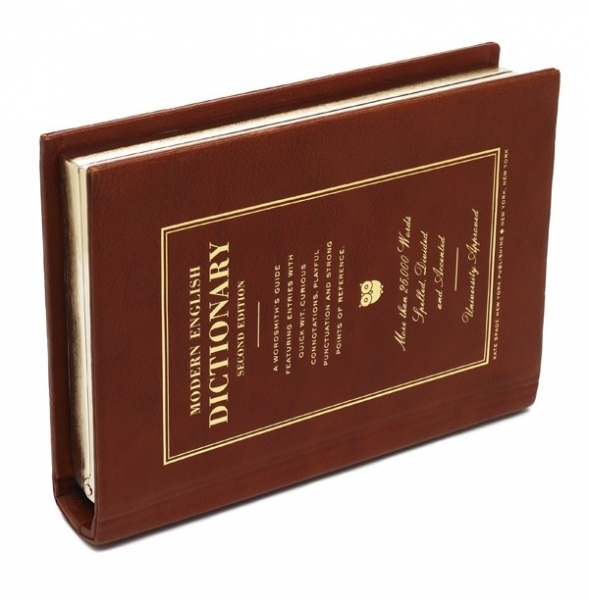 MODERN ENGLISH
DICTIONARY
SECOND EDITION
A WORDSMITH'S GUIDE
FEATURING ENTRIES WITH
QUICK WIT, CURIOUS
CONNOTATIONS, PLAYFUL
PUNCTUATION AND STRONG
POINTS OF REFERENCE.
More than 25,000 Words
Spelled, Divided
and Accented
University Approved
KATE SPADE NEW YORK PUBLISHING NEW YORK, NEW YORK